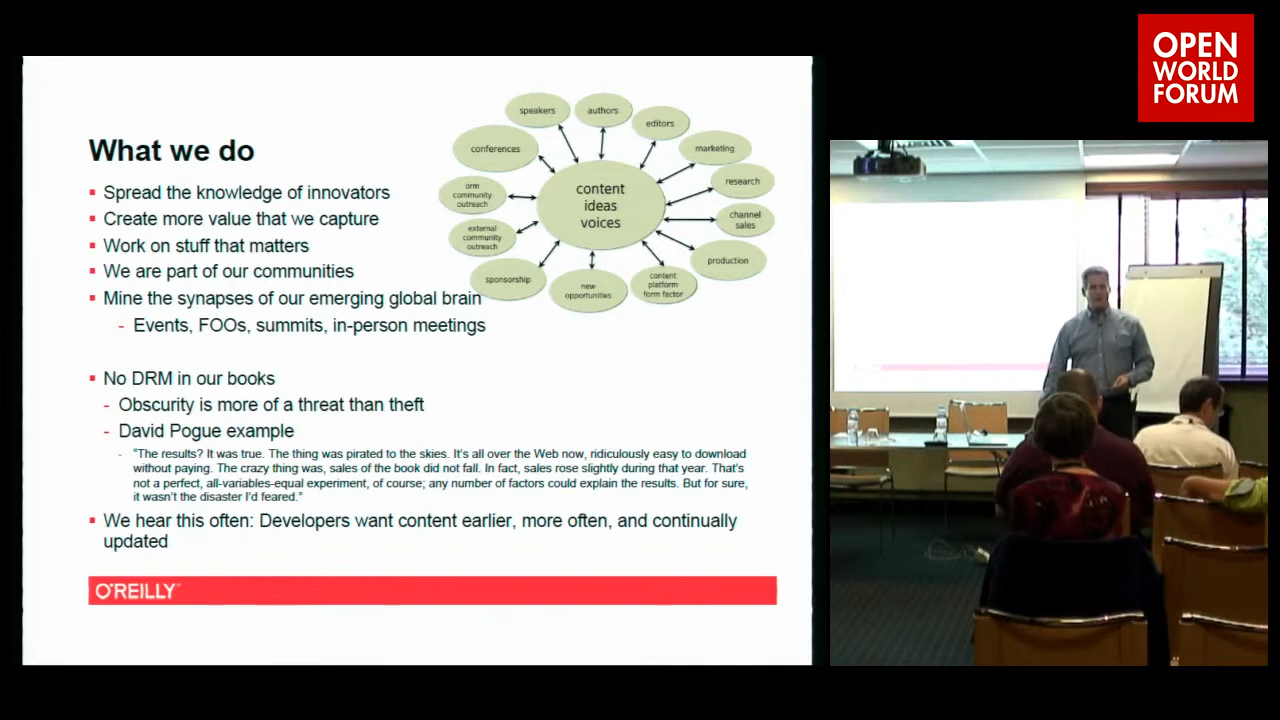 OPEN
WORLD
FORUM
What we do
Spread the knowledge of innovators
Create more value that we capture
Work on stuff that matters
We are part of our communities
Mine the synapses of our emerging global brain
- Events, FOOs, summits, in-person meetings
No DRM in our books
- Obscurity is more of a threat than theft
- David Pogue example
- “The results? It was true. The thing was pirated to the skies. It’s all over the Web now, ridiculously easy to download
without paying. The crazy thing was, sales of the book did not fall. In fact, sales rose slightly during that year. That’s
not a perfect, all-variables-equal experiment, of course; any number of factors could explain the results. But for sure,
it wasn’t the disaster I’d feared.”
We hear this often: Developers want content earlier, more often, and continually
updated
speakers
authors
editors
marketing
research
channel
sales
production
content
platform
form factor
new
opportunities
sponsorship
external
community
outreach
orm
community
outreach
conferences
content
ideas
voices
O'REILLY™